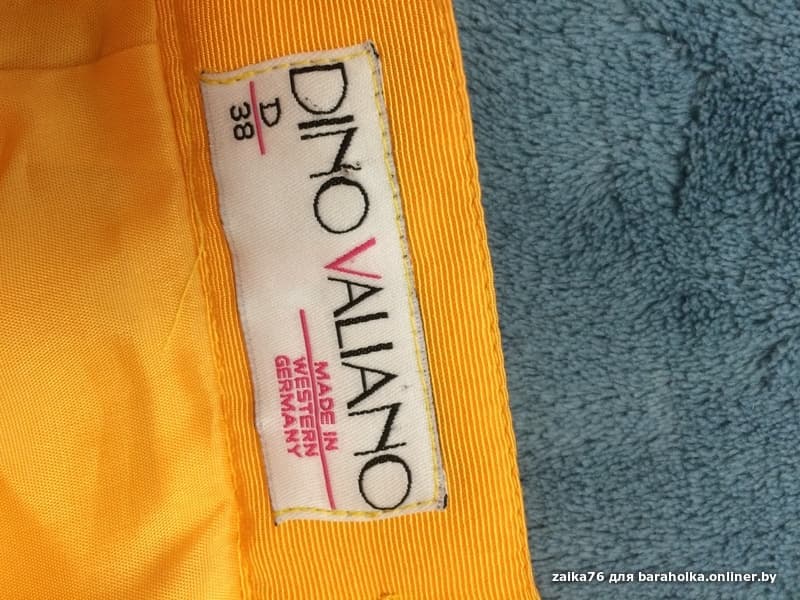 DINO VALIANO
D
38
MADE IN
WESTERN
GERMANY
zaika76 для baraholka.onliner.by